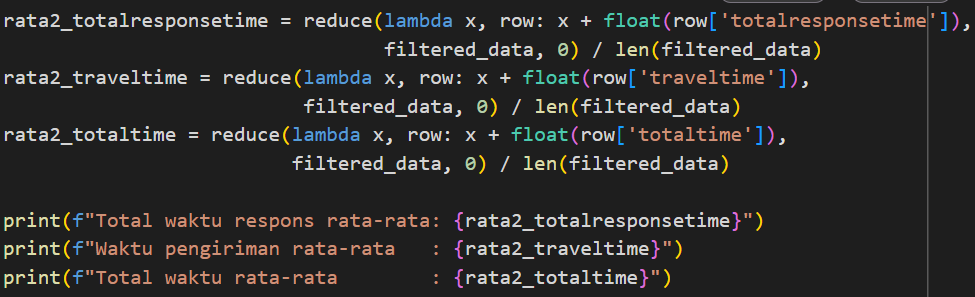 rata2_totalresponsetime = reduce(lambda x, row: x + float(row['totalresponsetime']),
                                 filtered_data, 0) / len(filtered_data)
rata2_traveltime = reduce(lambda x, row: x + float(row['traveltime']),
                          filtered_data, 0) / len(filtered_data)
rata2_totaltime = reduce(lambda x, row: x + float(row['totaltime']),
                         filtered_data, 0) / len(filtered_data)

print(f"Total waktu respons rata-rata: {rata2_totalresponsetime}")
print(f"Waktu pengiriman rata-rata   : {rata2_traveltime}")
print(f"Total waktu rata-rata        : {rata2_totaltime}")